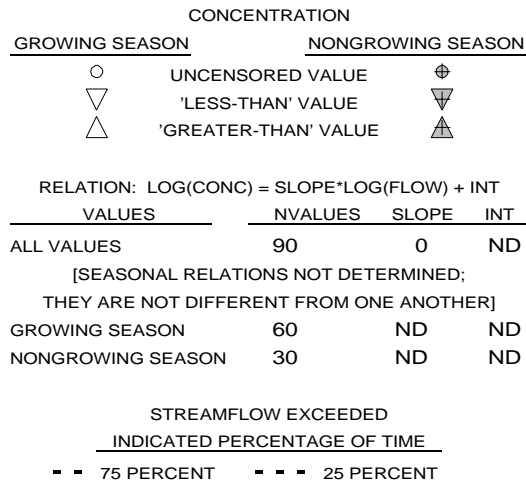 CONCENTRATION
GROWING SEASON NONGROWING SEASON
UNCENSORED VALUE
'LESS-THAN' VALUE
'GREATER-THAN' VALUE
RELATION: LOG(CONC) = SLOPE*LOG(FLOW) + INT
VALUES NVALUES SLOPE INT
ALL VALUES 90 0 ND
[SEASONAL RELATIONS NOT DETERMINED;
THEY ARE NOT DIFFERENT FROM ONE ANOTHER]
GROWING SEASON 60 ND ND
NONGROWING SEASON 30 ND ND
STREAMFLOW EXCEEDED
INDICATED PERCENTAGE OF TIME
75 PERCENT 25 PERCENT